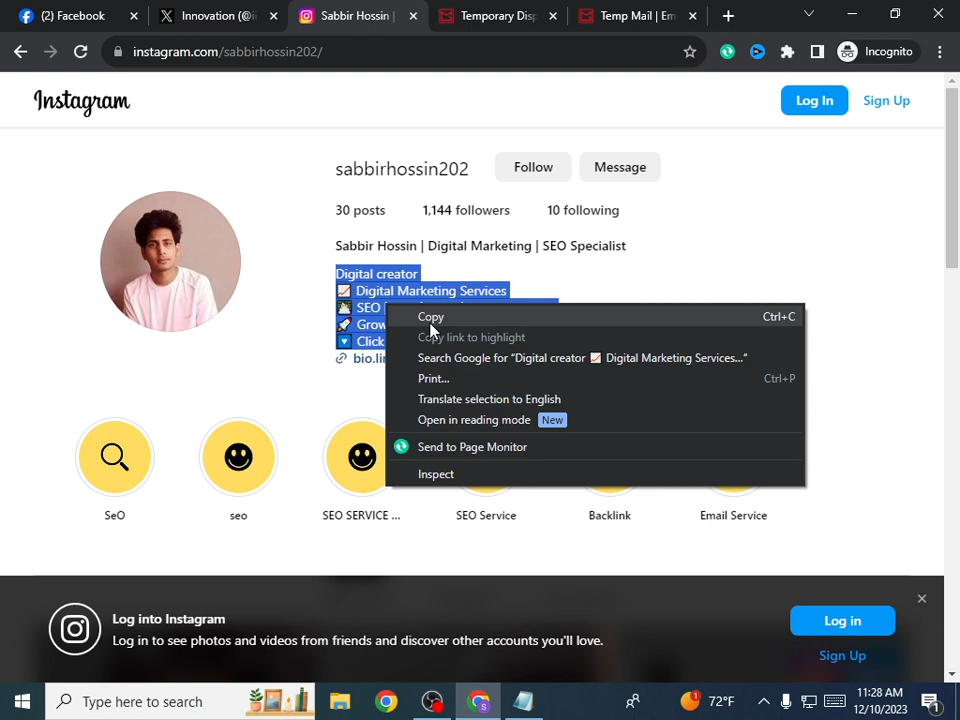 (2) Facebook
Innovation (@ii
Sabbir Hossin |
Temporary Disp
Temp Mail | Em
instagram.com/sabbirhossin202/
Incognito
Instagram
Log In
Sign Up
sabbirhossin202
Follow
Message
30 posts
1,144 followers
10 following
Sabbir Hossin | Digital Marketing | SEO Specialist
Digital creator
📈 Digital Marketing Services
SEO
🚀 Grow
🔽 Click
bio.lin
Copy
Ctrl+C
Copy link to highlight
Search Google for “Digital creator 📈 Digital Marketing Services...”
Print...
Ctrl+P
Translate selection to English
Open in reading mode
New
Send to Page Monitor
Inspect
SeO
seo
SEO SERVICE ...
SEO Service
Backlink
Email Service
Log into Instagram
Log in to see photos and videos from friends and discover other accounts you'll love.
Log in
Sign Up
Type here to search
1
72°F
11:28 AM
12/10/2023
1